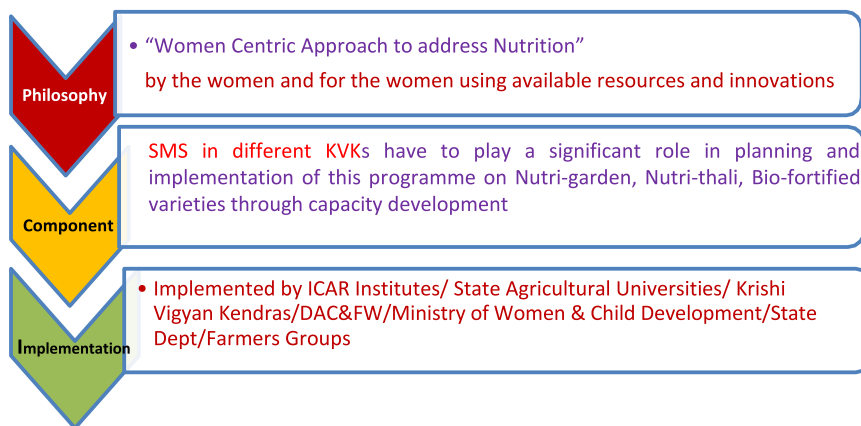 Philosophy
• “Women Centric Approach to address Nutrition”
by the women and for the women using available resources and innovations
Component
SMS in different KVKs have to play a significant role in planning and
implementation of this programme on Nutri-garden, Nutri-thali, Bio-fortified
varieties through capacity development
Implementation
• Implemented by ICAR Institutes/ State Agricultural Universities/ Krishi
Vigyan Kendras/DAC&FW/Ministry of Women & Child Development/State
Dept/Farmers Groups